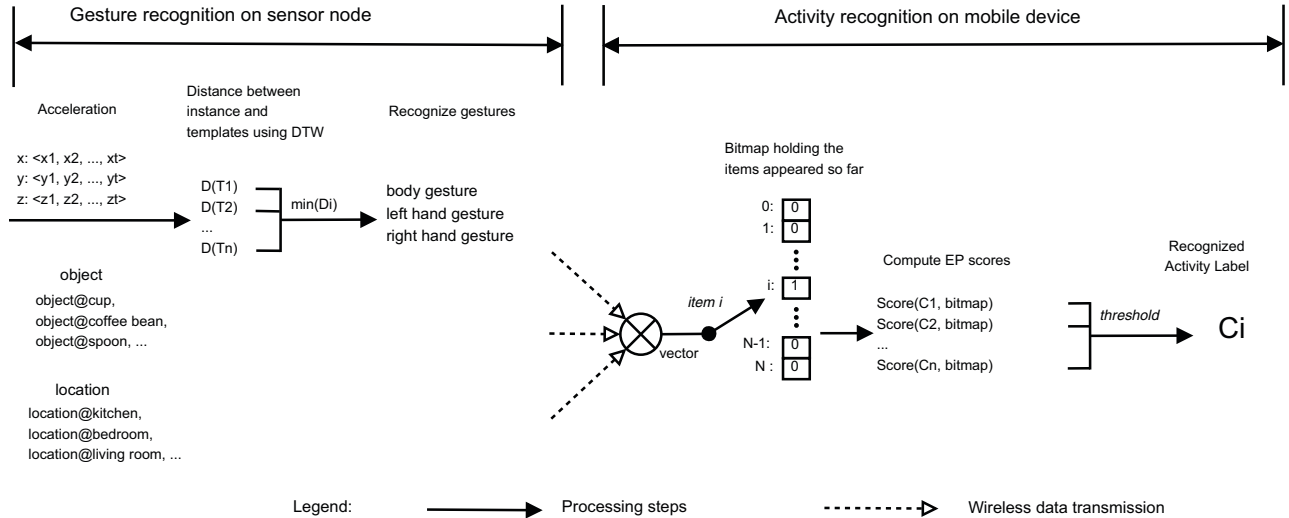 Gesture recognition on sensor node
Activity recognition on mobile device
Acceleration
x: <x1, x2, ..., xt>
y: <y1, y2, ..., yt>
z: <z1, z2, ..., zt>
Distance between
instance and
templates using DTW
D(T1)
D(T2)
...
D(Tn)
min(Di)
Recognize gestures
body gesture
left hand gesture
right hand gesture
object
object@cup,
object@coffee bean,
object@spoon, ...
location
location@kitchen,
location@bedroom,
location@living room, ...
vector
item i
Bitmap holding the
items appeared so far
0: 0
1: 0
i: 1
N-1: 0
N : 0
Compute EP scores
Score(C1, bitmap)
Score(C2, bitmap)
...
Score(Cn, bitmap)
threshold
Recognized
Activity Label
Ci
Legend:
Processing steps
Wireless data transmission